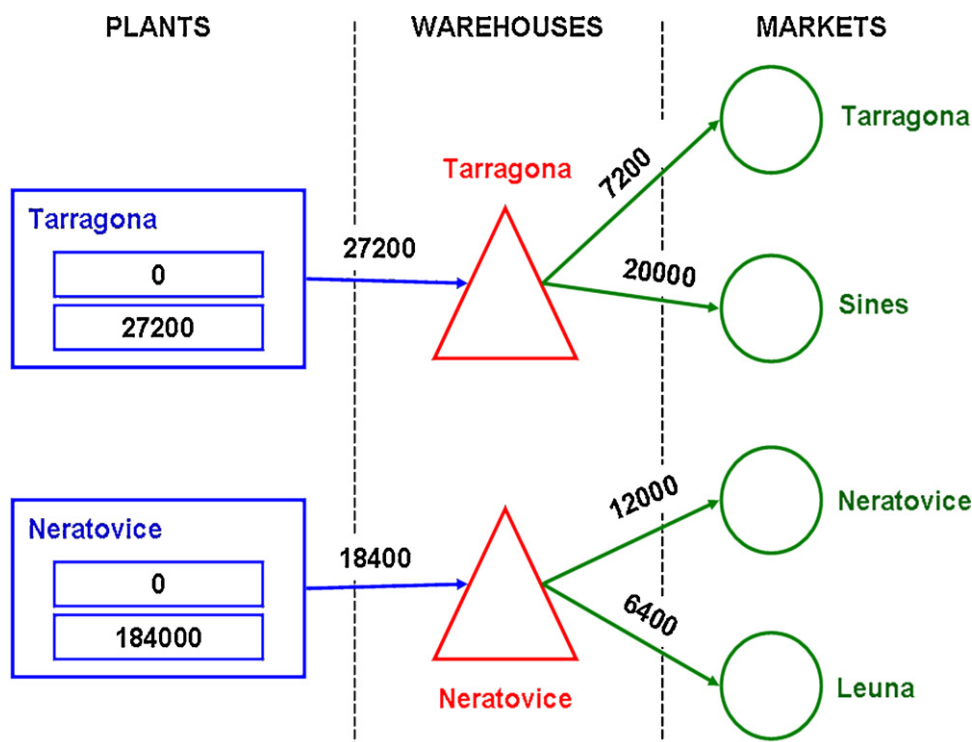 PLANTS
WAREHOUSES
MARKETS
Tarragona
0
27200
27200
Tarragona
7200
20000
Tarragona
Sines
Neratovice
0
184000
18400
Neratovice
12000
6400
Neratovice
Leuna